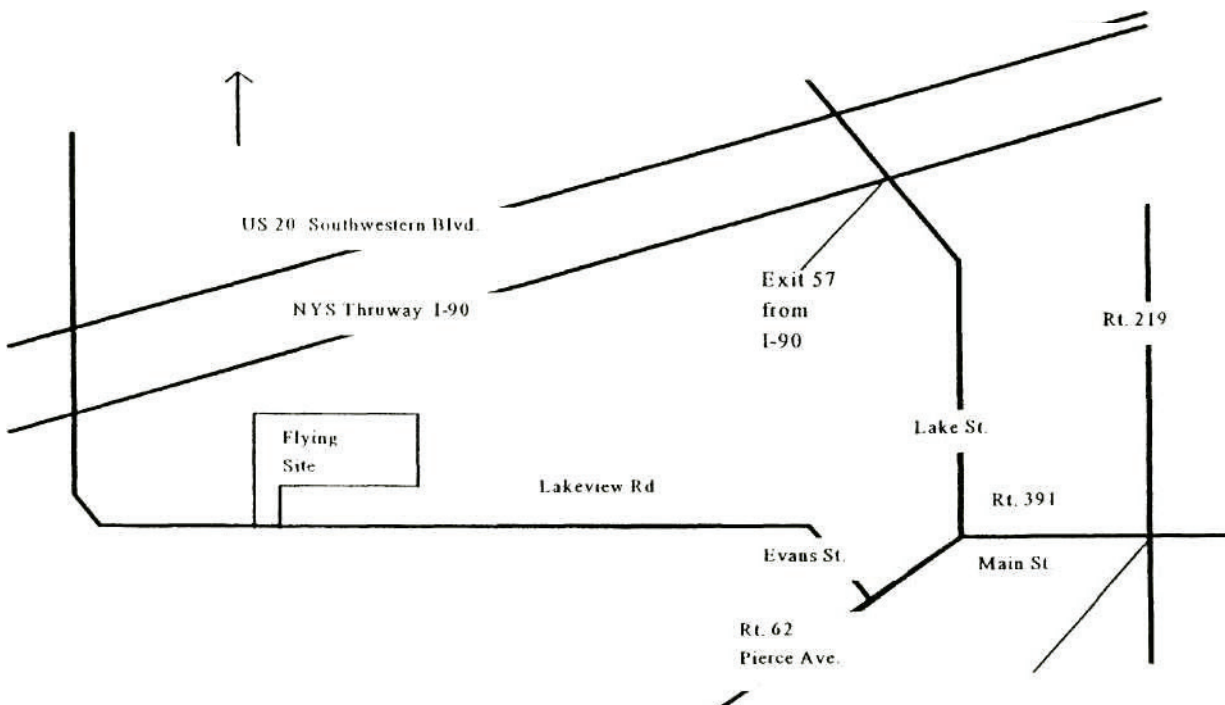 US 20 Southwestern Blvd.
NYS Thruway I-90
Exit 57
from
I-90
Rt. 219
Flying
Site
Lake St.
Lakeview Rd
Rt. 391
Evans St.
Main St.
Rt. 62
Pierce Ave.